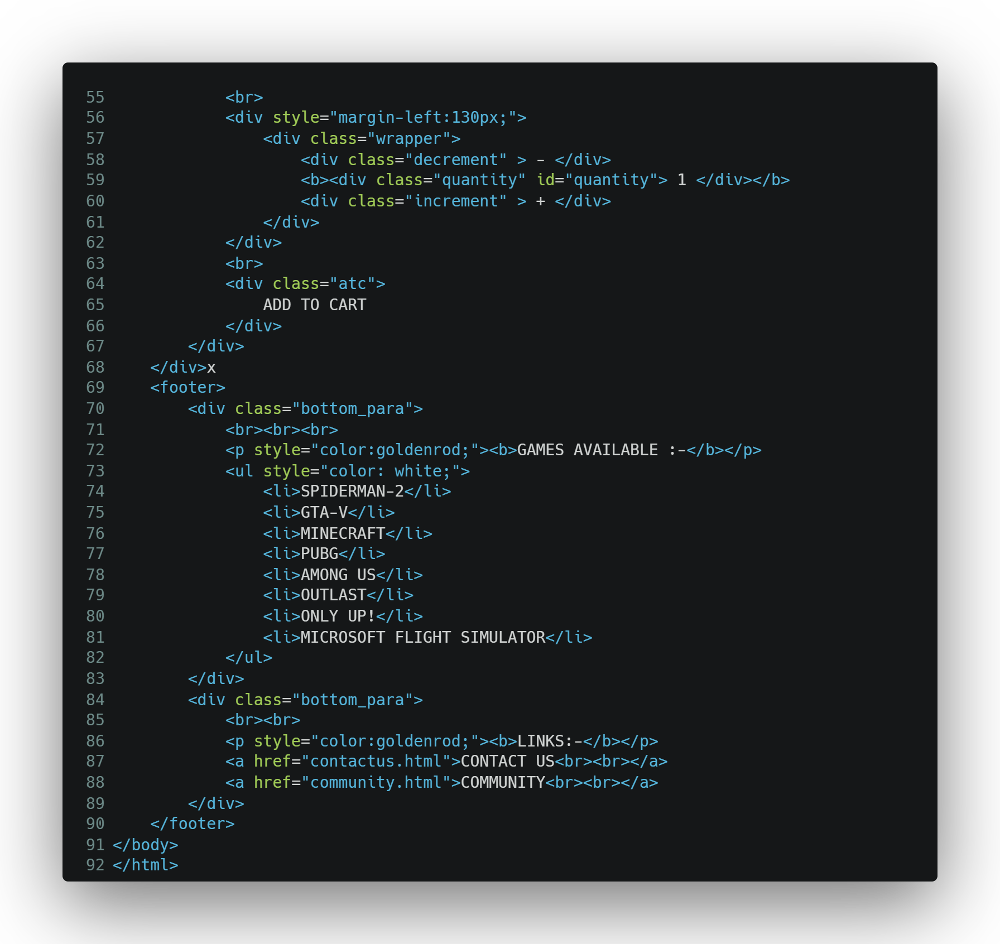 55             <br>
56             <div style="margin-left:130px;">
57                 <div class="wrapper">
58                     <div class="decrement" > - </div>
59                     <b><div class="quantity" id="quantity"> 1 </div></b>
60                     <div class="increment" > + </div>
61                 </div>
62             </div>
63             <br>
64             <div class="atc">
65                 ADD TO CART
66             </div>
67         </div>
68     </div>x
69     <footer>
70         <div class="bottom_para">
71             <br><br><br>
72             <p style="color:goldenrod;"><b>GAMES AVAILABLE :-</b></p>
73             <ul style="color: white;">
74                 <li>SPIDERMAN-2</li>
75                 <li>GTA-V</li>
76                 <li>MINECRAFT</li>
77                 <li>PUBG</li>
78                 <li>AMONG US</li>
79                 <li>OUTLAST</li>
80                 <li>ONLY UP!</li>
81                 <li>MICROSOFT FLIGHT SIMULATOR</li>
82             </ul>
83         </div>
84         <div class="bottom_para">
85             <br><br>
86             <p style="color:goldenrod;"><b>LINKS:-</b></p>
87             <a href="contactus.html">CONTACT US<br><br></a>
88             <a href="community.html">COMMUNITY<br><br></a>
89         </div>
90     </footer>
91 </body>
92 </html>